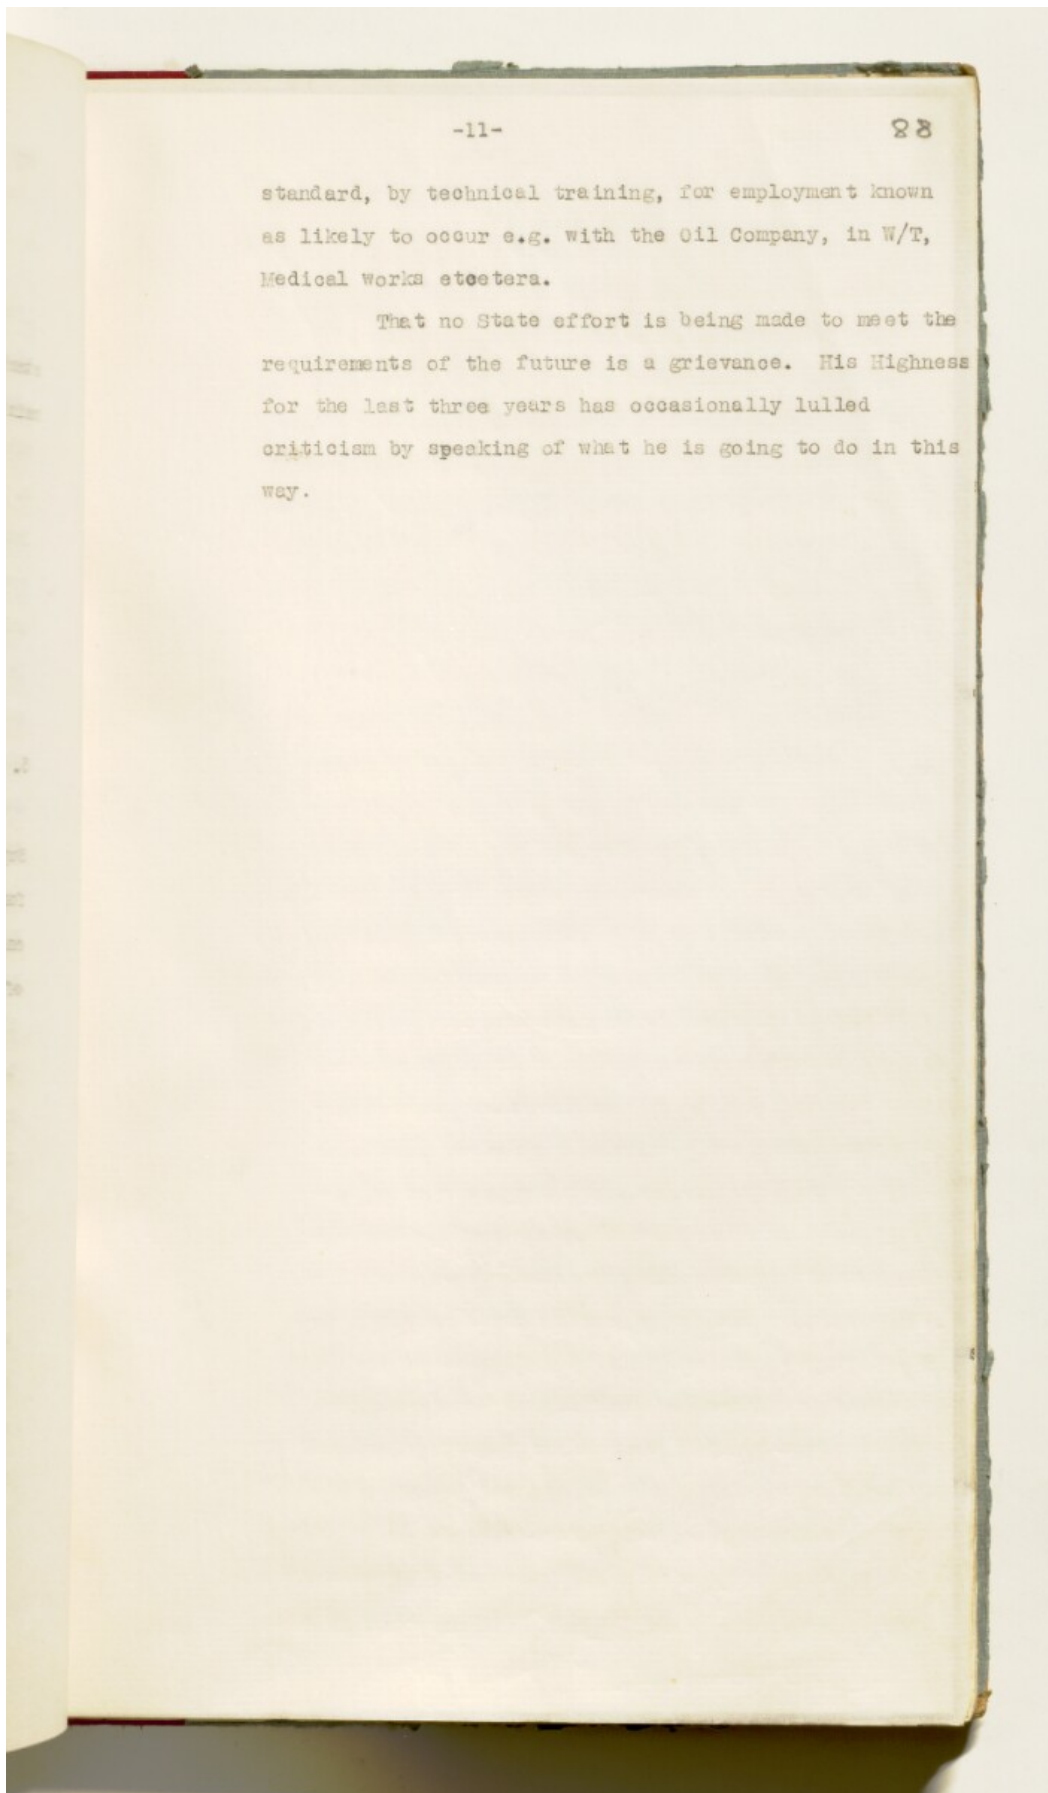 -11-
88
standard, by technical training, for employment known
as likely to occur e.g. with the Oil Company, in W/T,
Medical works etcetera.
That no State effort is being made to meet the
requirements of the future is a grievance. His Highness
for the last three years has occasionally lulled
criticism by speaking of what he is going to do in this
way.